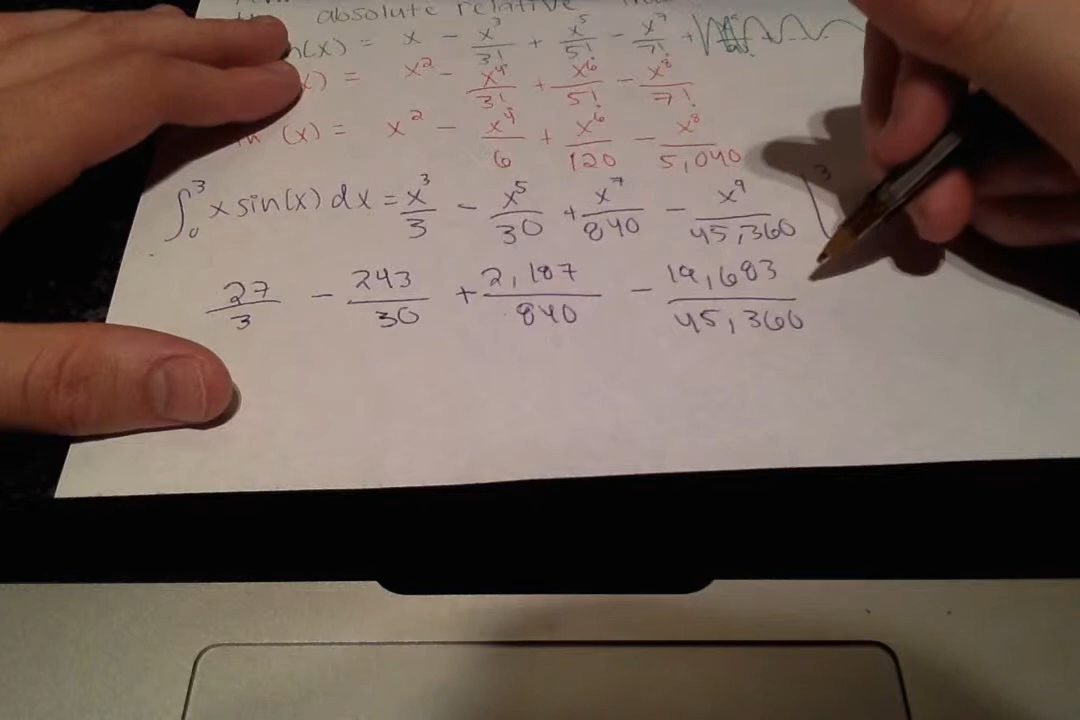 absolute relative
(x) = x - x³/3! + x⁵/5! - x⁷/7! +
x) = x² - x⁴/3! + x⁶/5! - x⁸/7!
(x) = x² - x⁴/6 + x⁶/120 - x⁸/5,040
∫₀³ x sin(x) dx = x³/3 - x⁵/30 + x⁷/840 - x⁹/45,360 |³
27/3 - 243/30 + 2,187/840 - 19,683/45,360